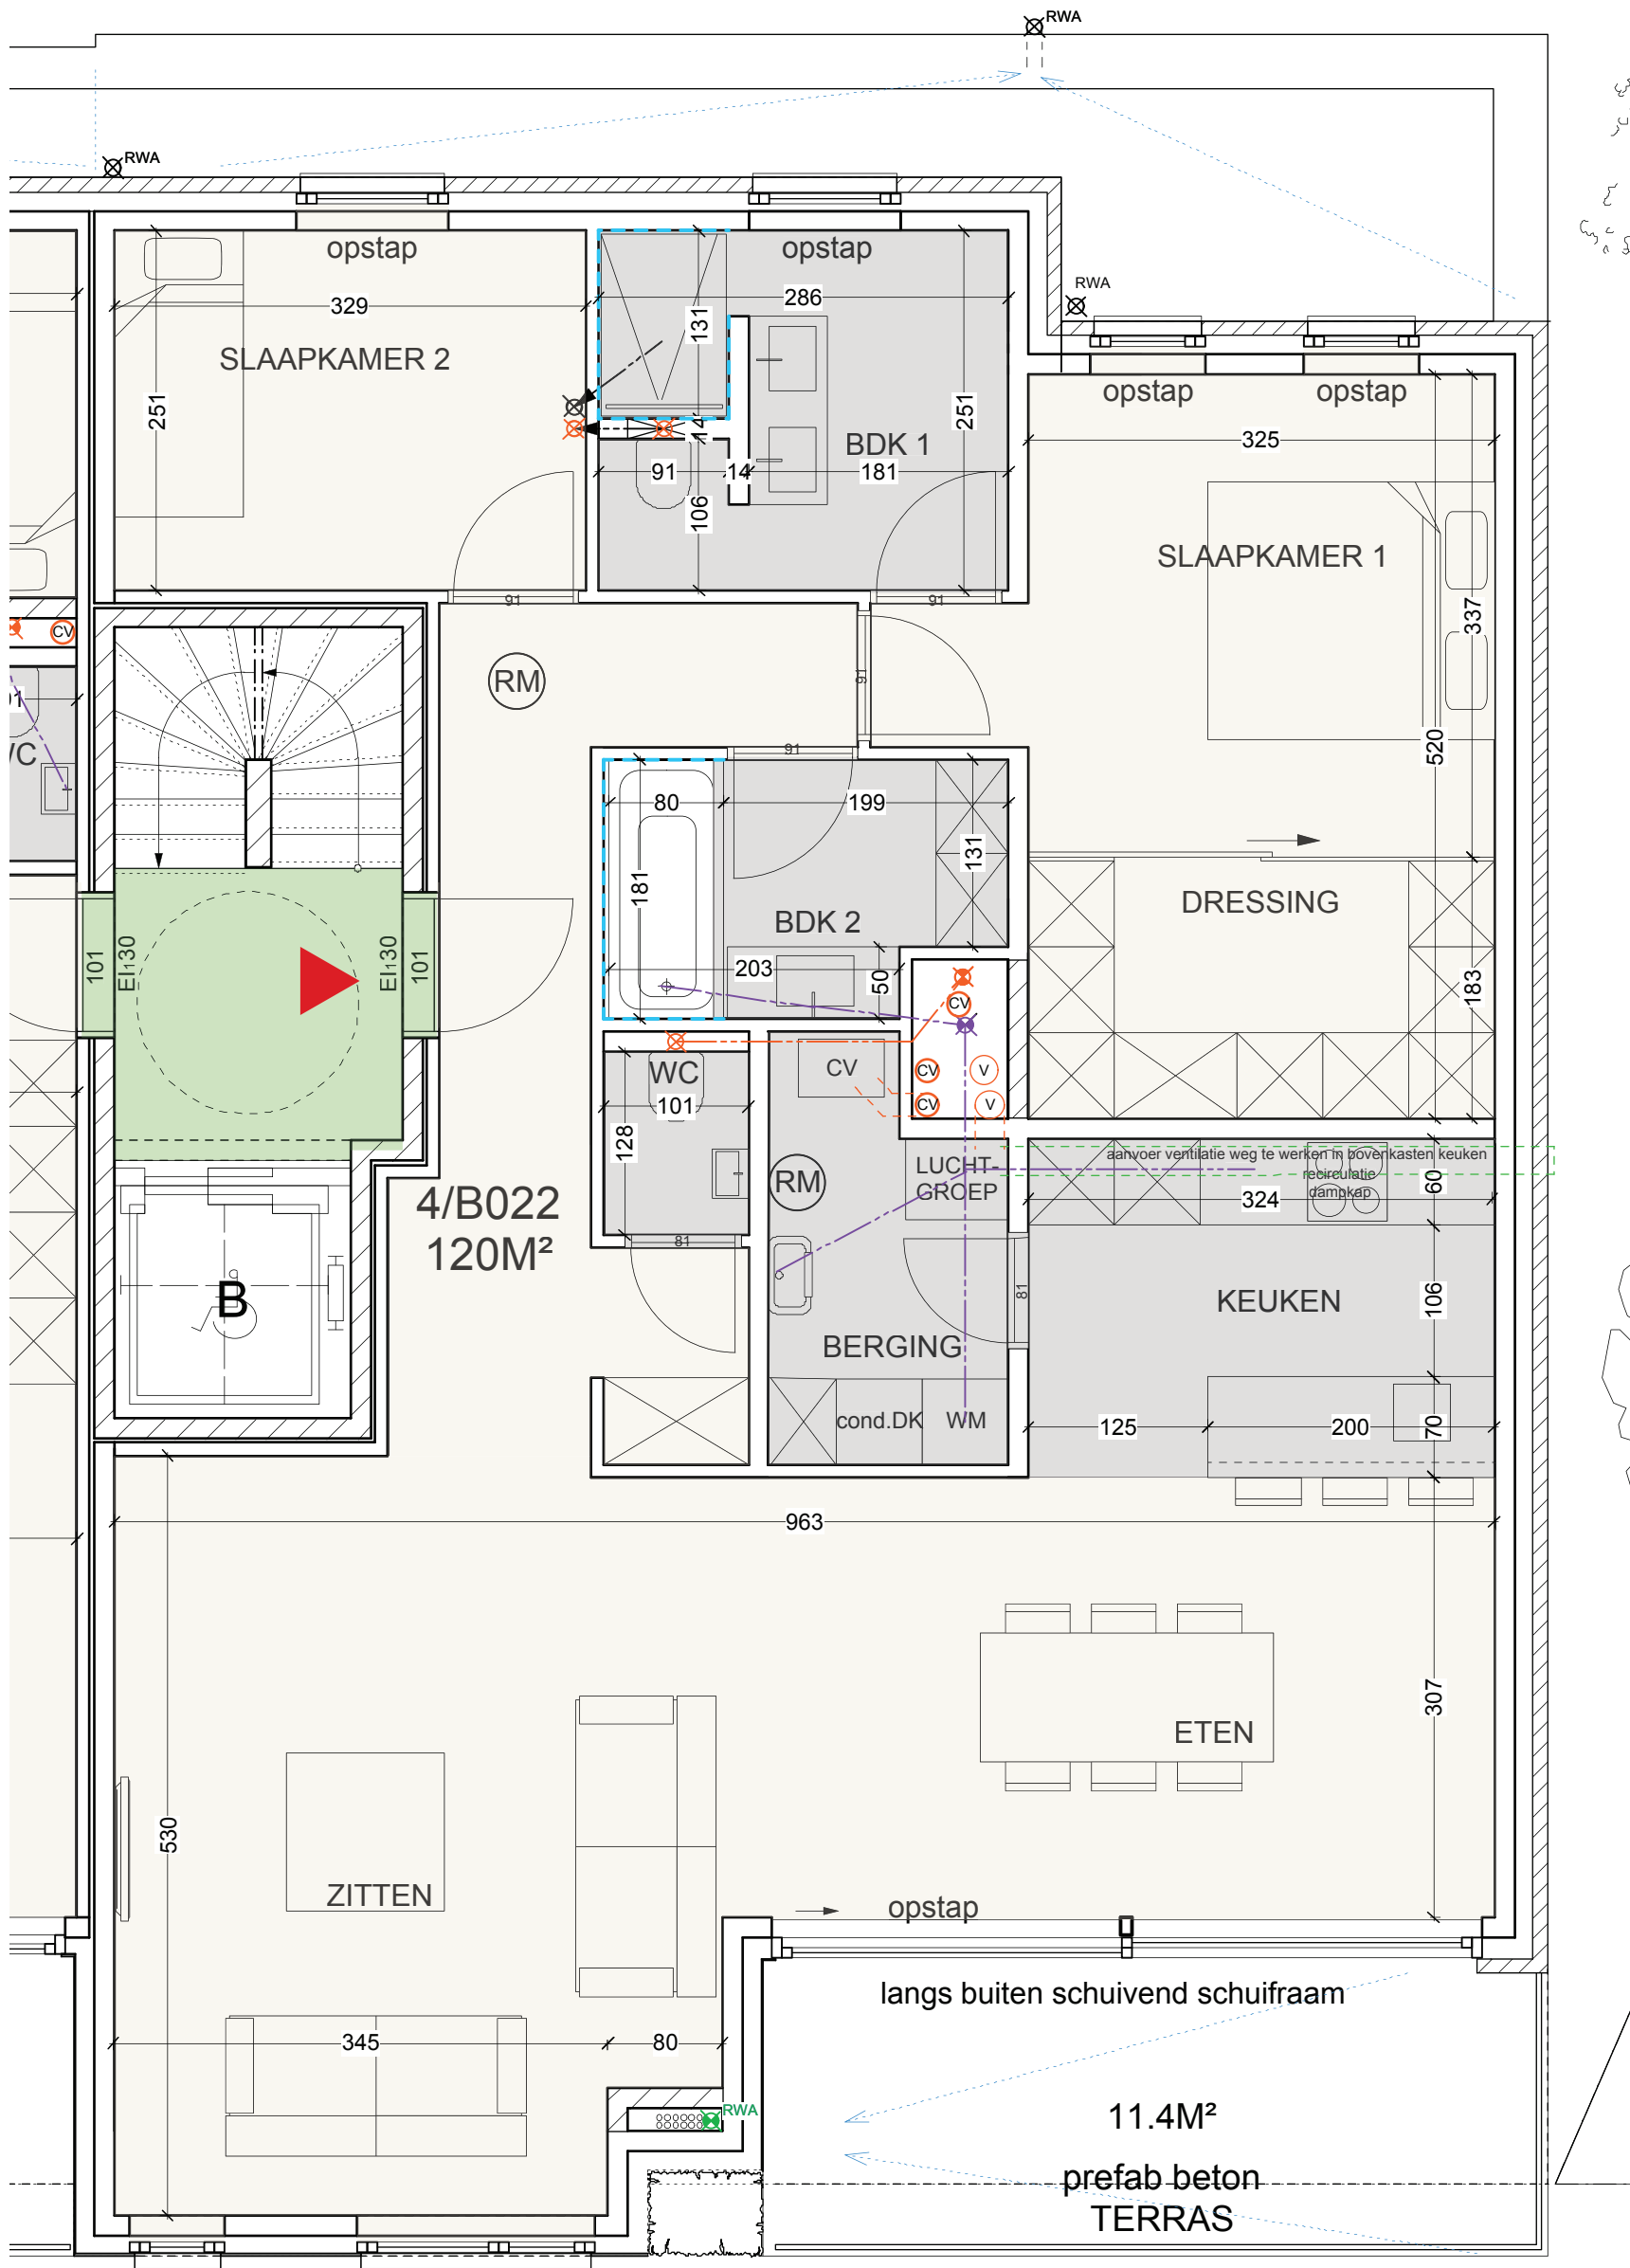 RWA
RWA
opstap
opstap
329
286
131
RWA
SLAAPKAMER 2
opstap
opstap
251
14
BDK 1
251
325
91
14
181
106
SLAAPKAMER 1
91
91
CV
337
RM
91
91
WC
520
80
199
131
181
BDK 2
DRESSING
101
EI₁30
EI₁30
101
203
50
183
CV
CV
WC
CV
V
101
CV
V
128
LUCHT-
GROEP
RM
aanvoer ventilatie weg te werken in bovenkasten keuken
recirculatie
dampkap
60
324
4/B022
120M²
81
81
B
KEUKEN
106
BERGING
cond.DK
WM
125
200
70
963
307
ETEN
530
ZITTEN
opstap
langs buiten schuivend schuifraam
345
80
RWA
11.4M²
prefab beton
TERRAS